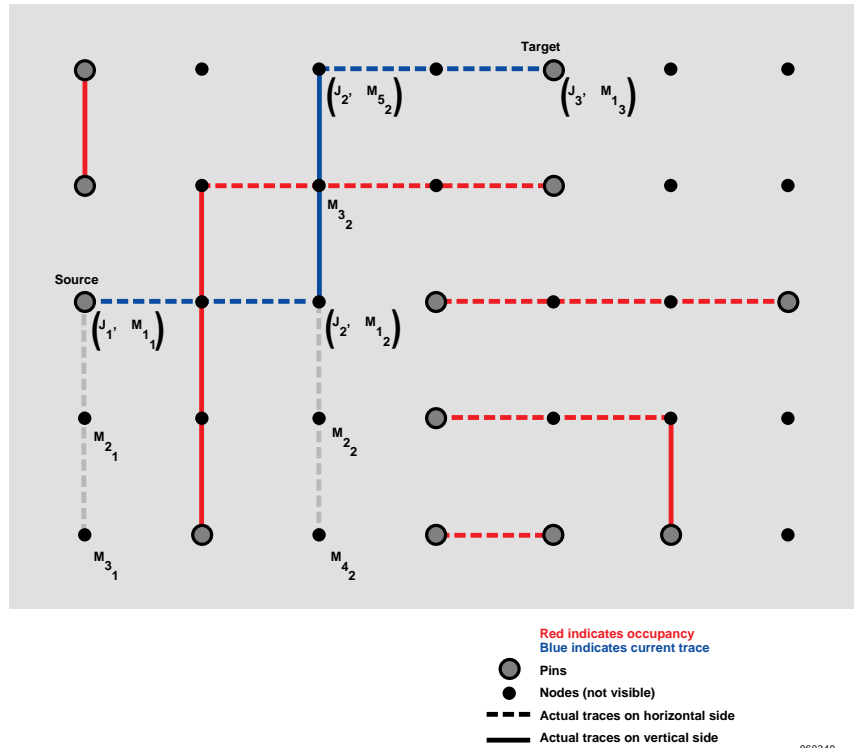 Target
(J₂, M₅₂)
(J₃, M₁₃)
M₃₂
Source
(J₁, M₁₁)
(J₂, M₁₂)
M₂₁
M₂₂
M₃₁
M₄₂
Red indicates occupancy
Blue indicates current trace
Pins
Nodes (not visible)
Actual traces on horizontal side
Actual traces on vertical side